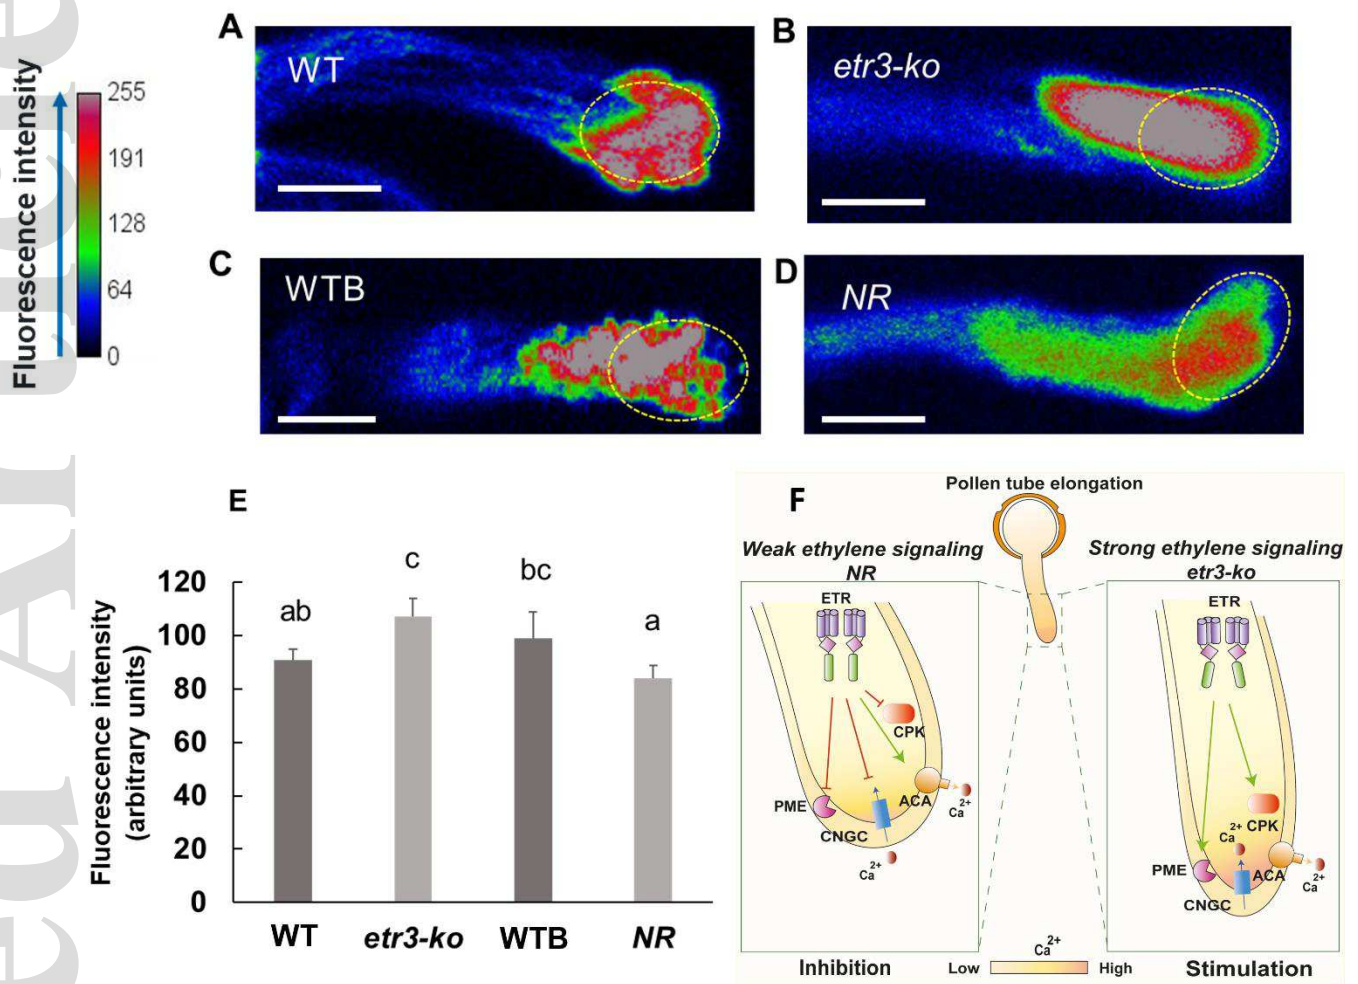 A
B
WT
etr3-ko
Fluorescence intensity
255
191
128
64
0
C
D
WTB
NR
E
Fluorescence intensity
(arbitrary units)
120
100
80
60
40
20
0
ab
c
bc
a
WT
etr3-ko
WTB
NR
F
Pollen tube elongation
Weak ethylene signaling
NR
Strong ethylene signaling
etr3-ko
ETR
CPK
PME
ACA
Ca2+
CNGC
Ca2+
ETR
Ca2+
CPK
PME
ACA
Ca2+
CNGC
Inhibition
Ca2+
Low
High
Stimulation